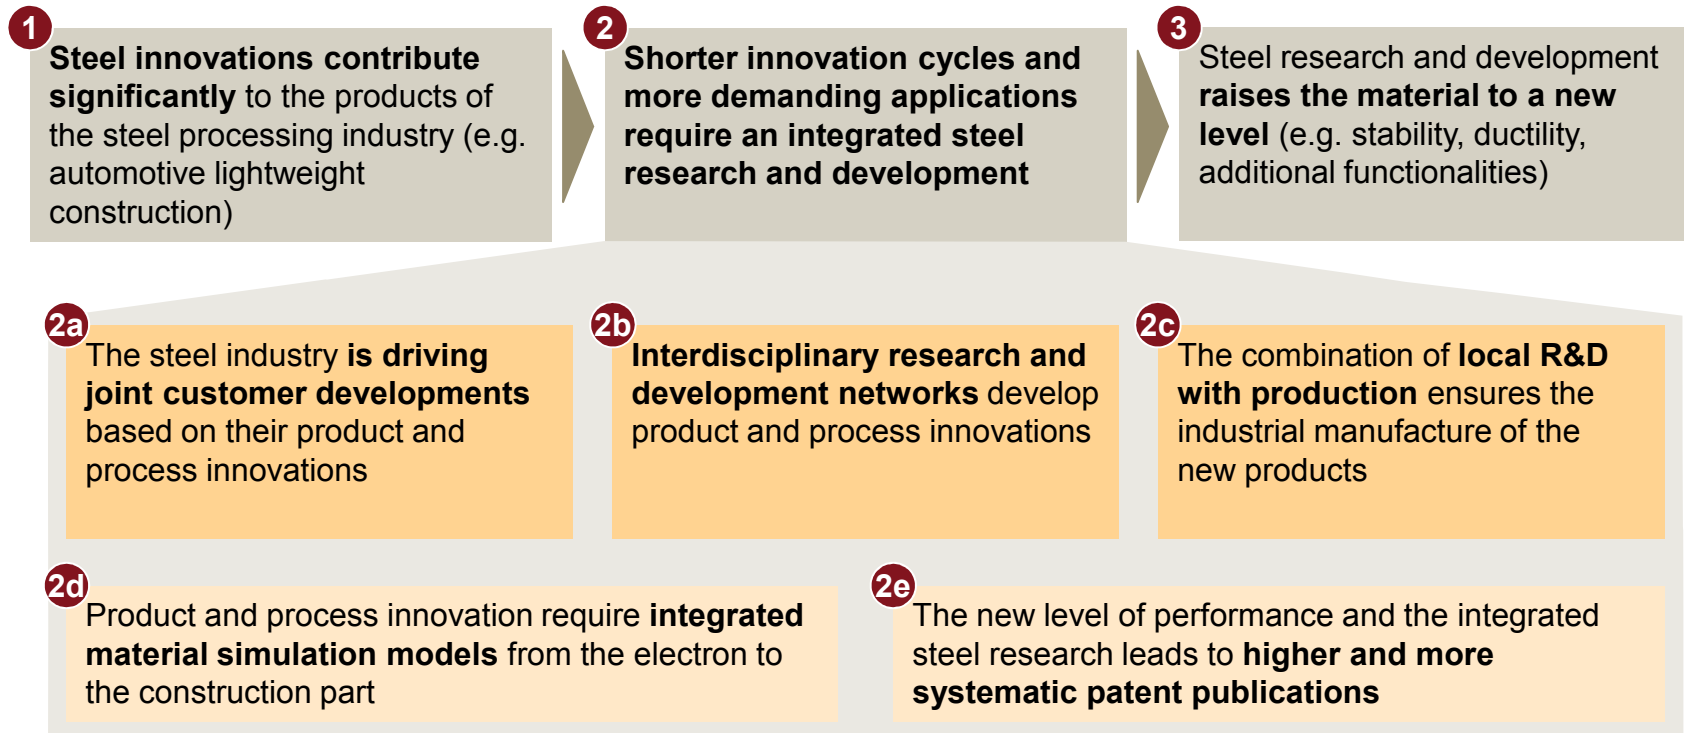 1
Steel innovations contribute
significantly to the products of
the steel processing industry (e.g.
automotive lightweight
construction)
2
Shorter innovation cycles and
more demanding applications
require an integrated steel
research and development
3
Steel research and development
raises the material to a new
level (e.g. stability, ductility,
additional functionalities)
2a
The steel industry is driving
joint customer developments
based on their product and
process innovations
2b
Interdisciplinary research and
development networks develop
product and process innovations
2c
The combination of local R&D
with production ensures the
industrial manufacture of the
new products
2d
Product and process innovation require integrated
material simulation models from the electron to
the construction part
2e
The new level of performance and the integrated
steel research leads to higher and more
systematic patent publications